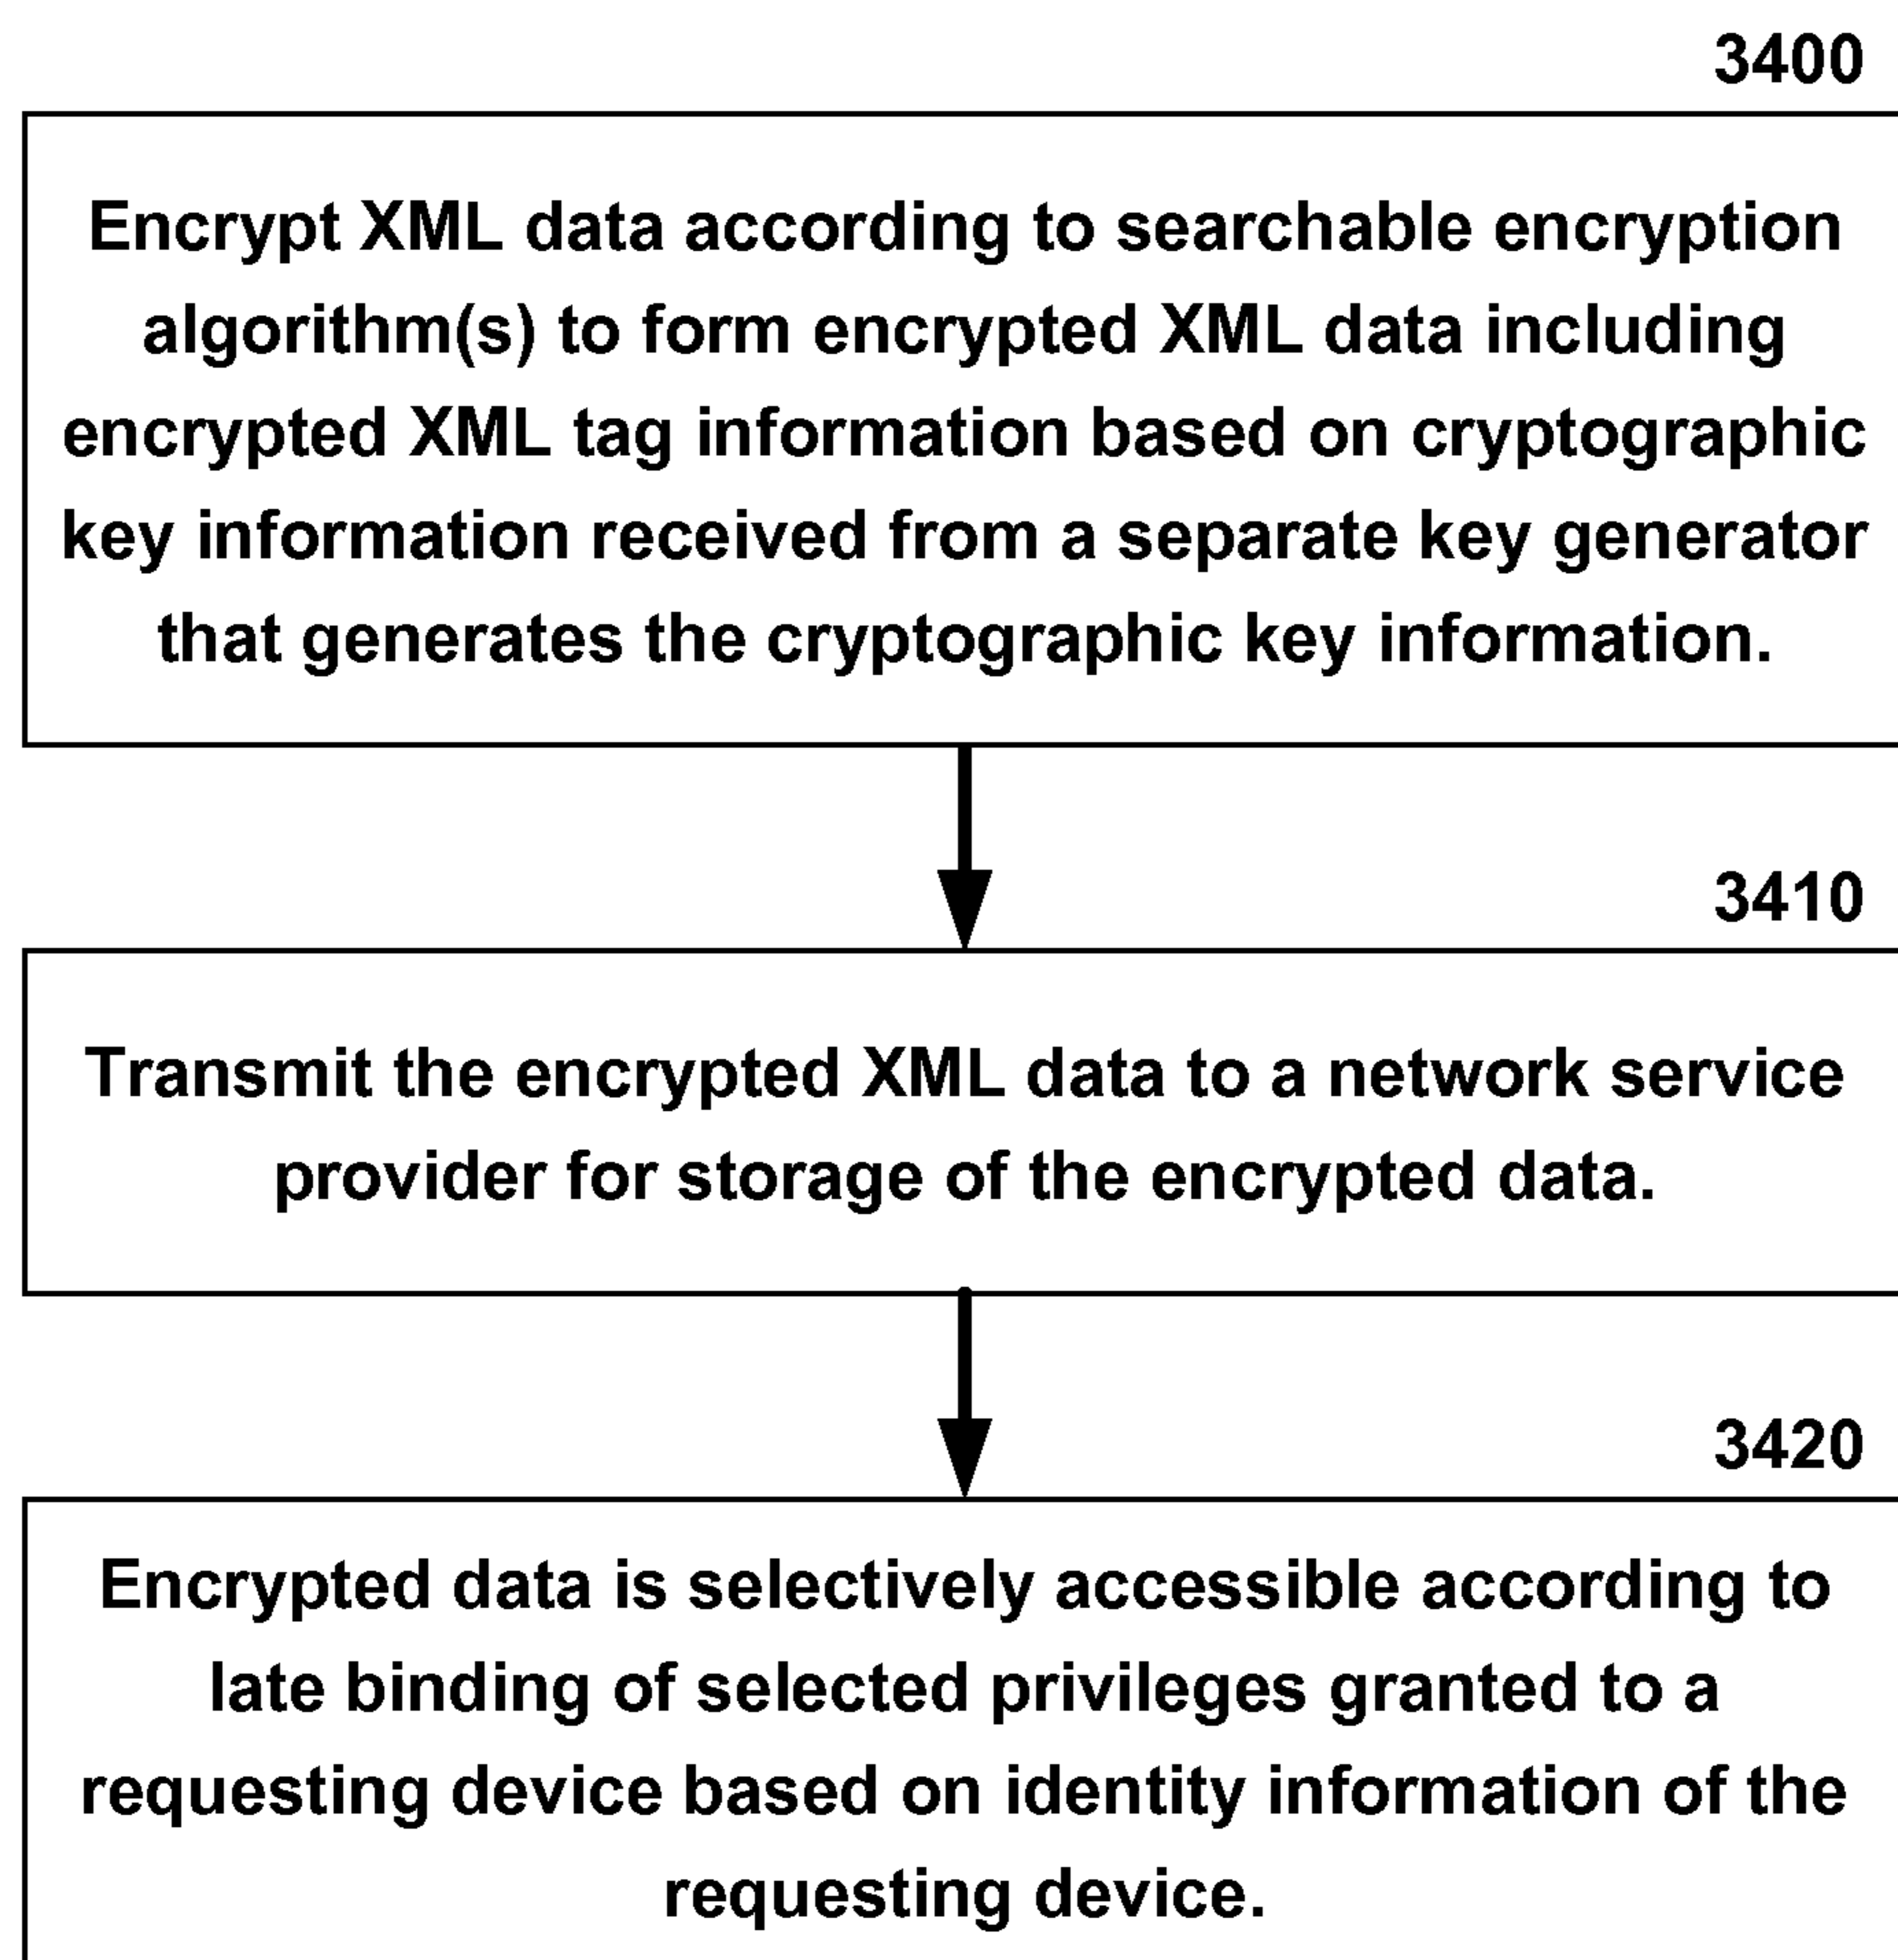 3400
Encrypt XML data according to searchable encryption
algorithm(s) to form encrypted XML data including
encrypted XML tag information based on cryptographic
key information received from a separate key generator
that generates the cryptographic key information.
3410
Transmit the encrypted XML data to a network service
provider for storage of the encrypted data.
3420
Encrypted data is selectively accessible according to
late binding of selected privileges granted to a
requesting device based on identity information of the
requesting device.